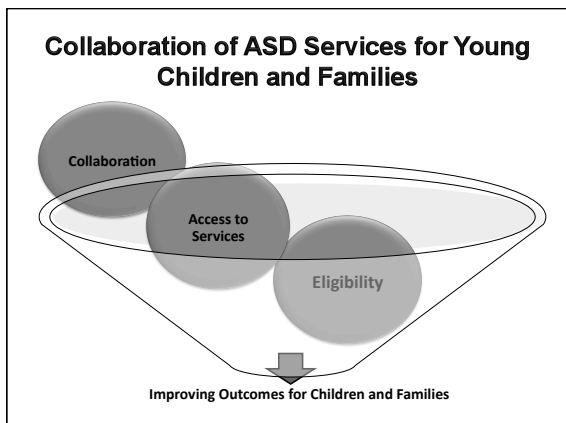 Collaboration of ASD Services for Young
Children and Families
Collaboration
Access to
Services
Eligibility
Improving Outcomes for Children and Families